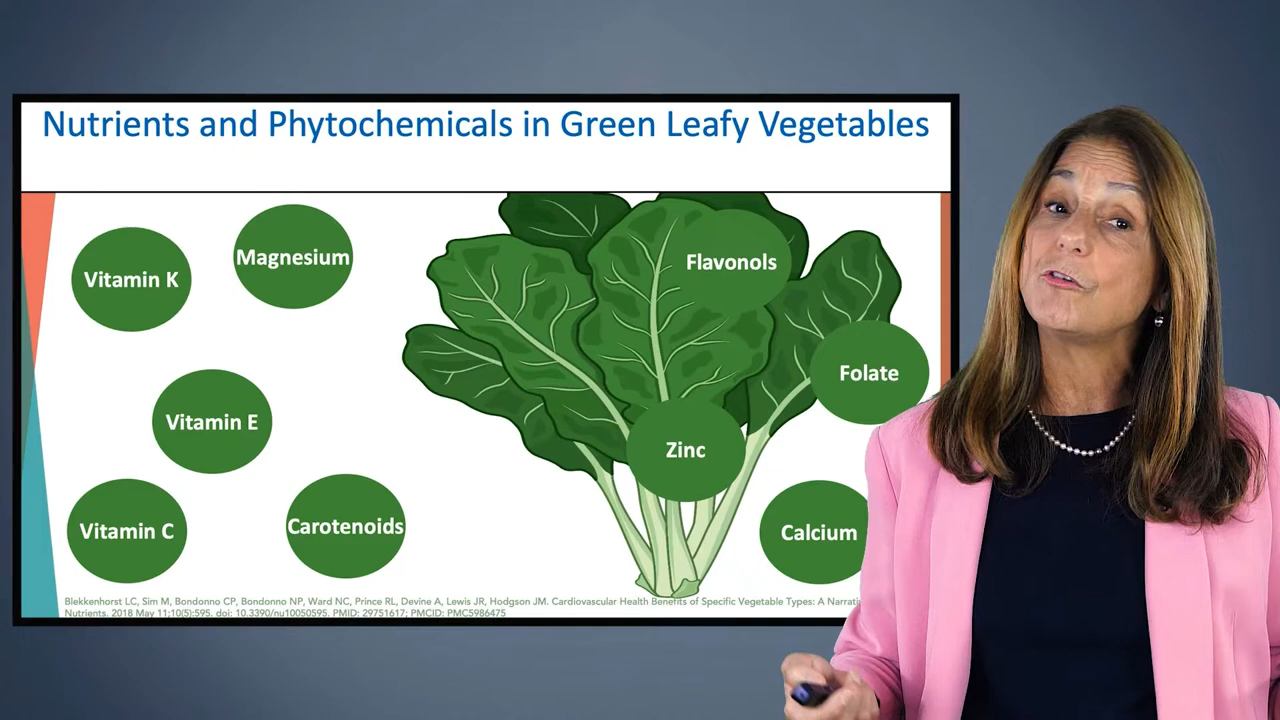 Nutrients and Phytochemicals in Green Leafy Vegetables
Magnesium
Vitamin K
Flavonols
Folate
Vitamin E
Zinc
Vitamin C
Carotenoids
Calcium
Blekkenhorst LC, Sim M, Bondonno CP, Bondonno NP, Ward NC, Prince RL, Devine A, Lewis JR, Hodgson JM. Cardiovascular Health Benefits of Specific Vegetable Types: A
Nutrients. 2018 May 11;10(5):595. doi: 10.3390/nu10050595. PMID: 29751617; PMCID: PMC5986475